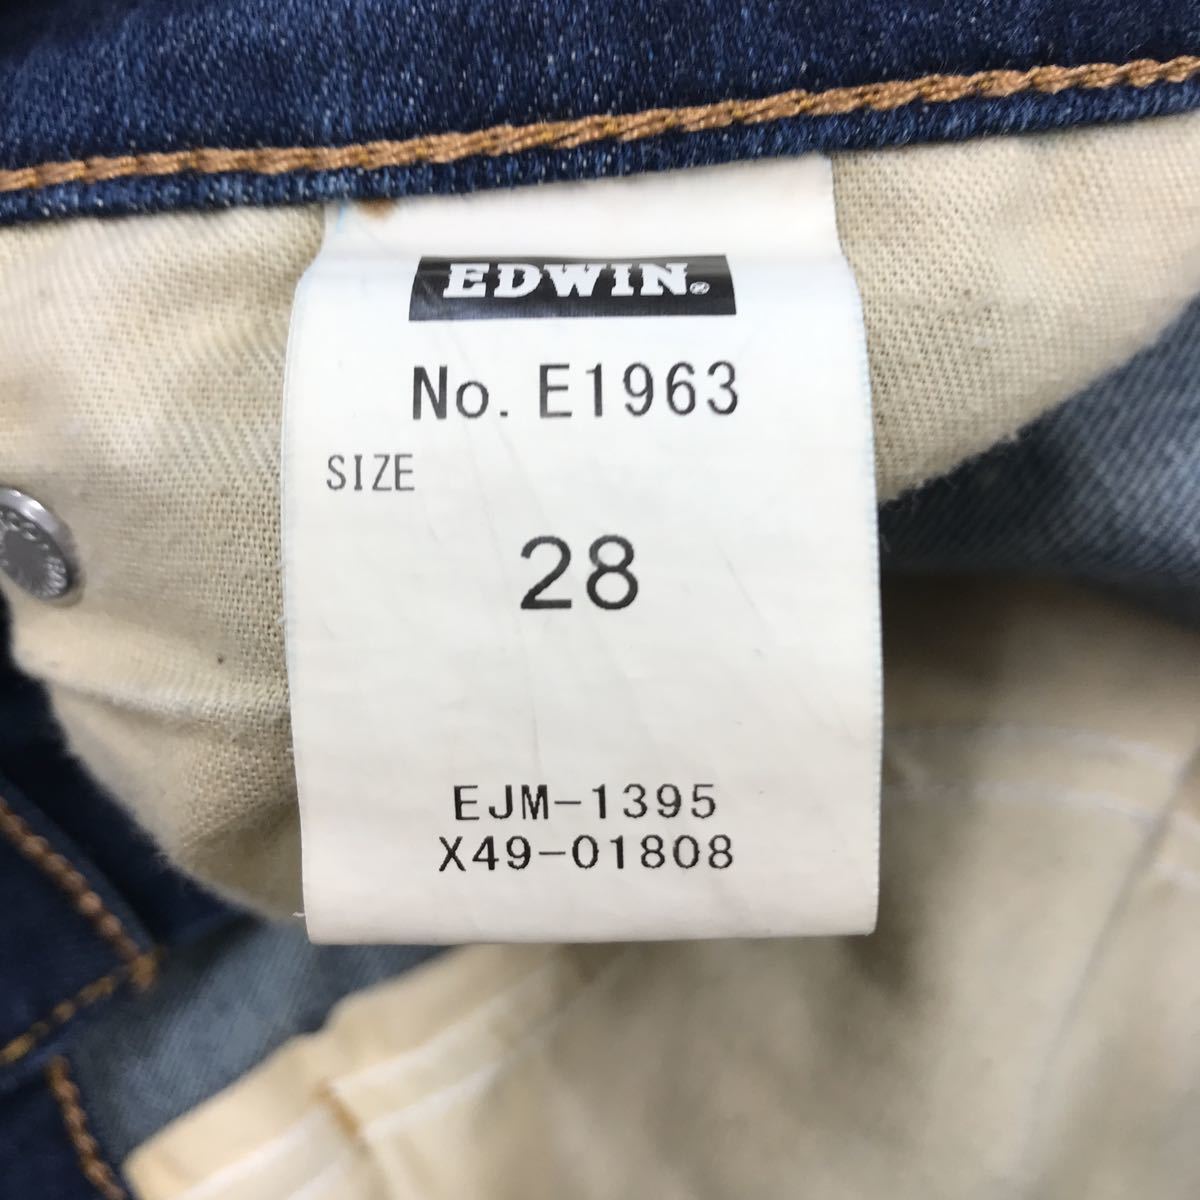 EDWIN®
No. E1963
SIZE
28
EJM-1395
X49-01808